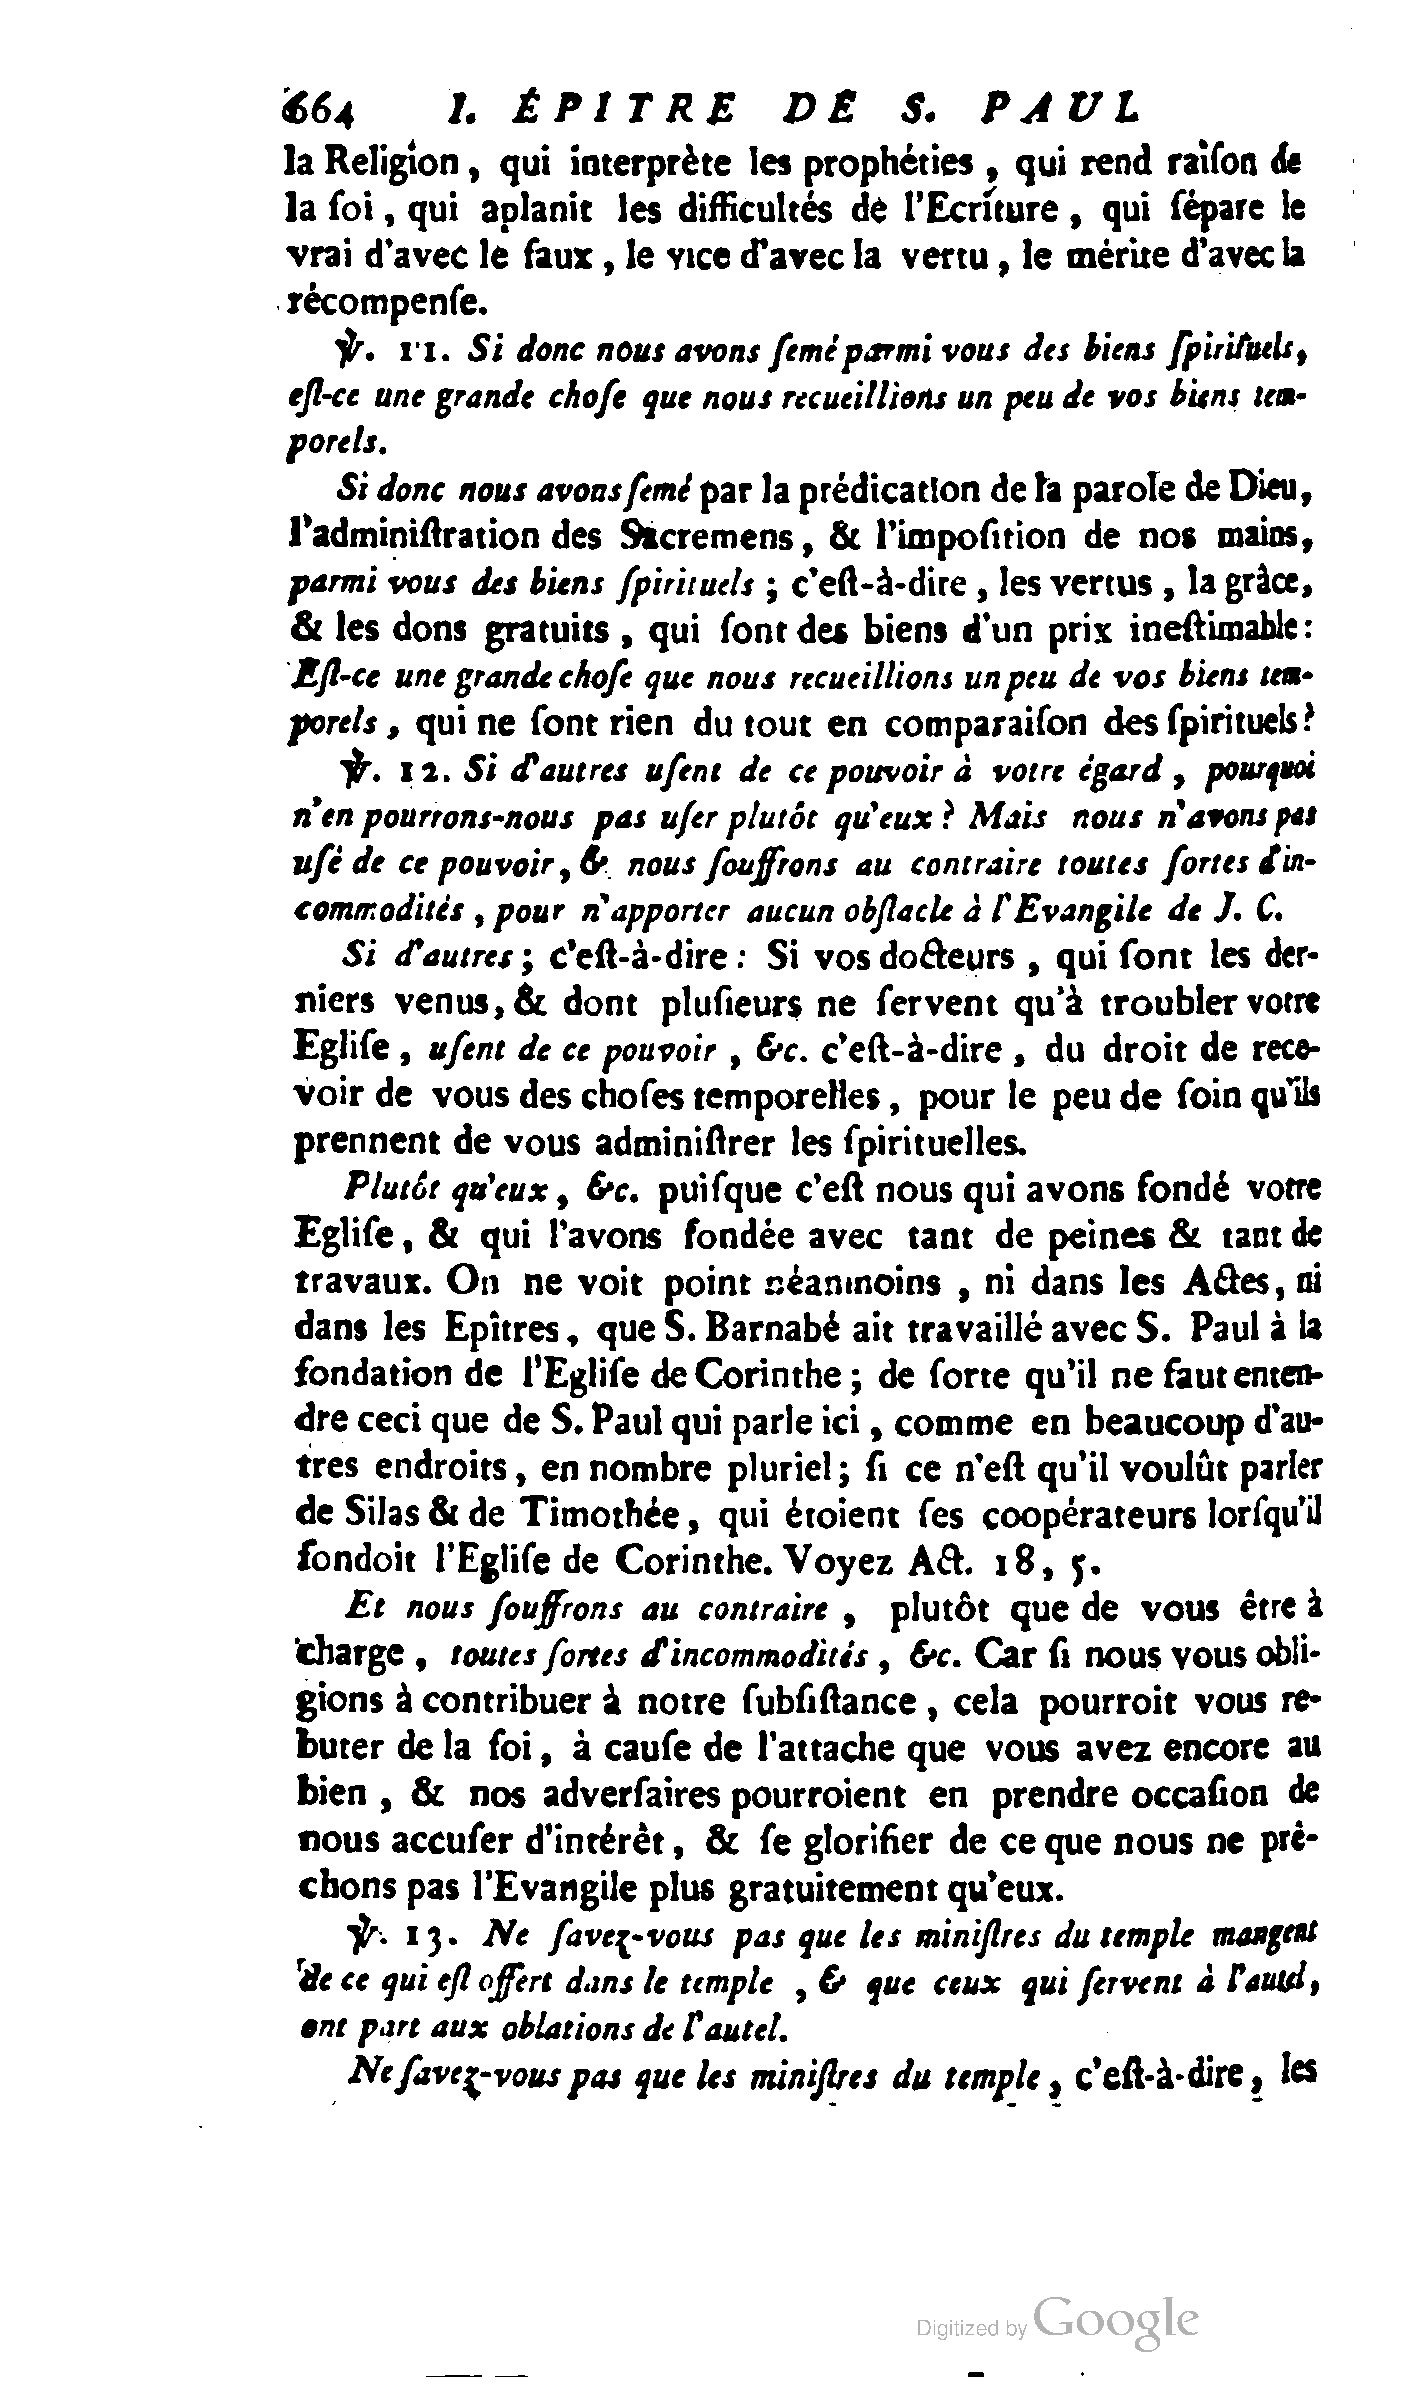 664 I. ÉPITRE DE S. PAUL
la Religion, qui interprète les prophéties, qui rend raiſon de
la foi, qui aplanit les difficultés de l'Ecriture, qui ſépare le
vrai d'avec le faux, le vice d'avec la vertu, le mérite d'avec la
récompenſe.
℣. 11. Si donc nous avons ſemé parmi vous des biens ſpirituels,
eſt-ce une grande choſe que nous recueillions un peu de vos biens tem-
porels.
Si donc nous avons ſemé par la prédication de la parole de Dieu,
l'adminiſtration des Sacremens, & l'impoſition de nos mains,
parmi vous des biens ſpirituels; c'eſt-à-dire, les vertus, la grâce,
& les dons gratuits, qui ſont des biens d'un prix ineſtimable:
Eſt-ce une grande choſe que nous recueillions un peu de vos biens tem-
porels, qui ne ſont rien du tout en comparaiſon des ſpirituels?
℣. 12. Si d'autres uſent de ce pouvoir à votre égard, pourquoi
n'en pourrons-nous pas uſer plutôt qu'eux? Mais nous n'avons pas
uſé de ce pouvoir, & nous ſouffrons au contraire toutes ſortes d'in-
commodités, pour n'apporter aucun obſtacle à l'Evangile de J. C.
Si d'autres; c'eſt-à-dire: Si vos docteurs, qui ſont les der-
niers venus, & dont pluſieurs ne ſervent qu'à troubler votre
Egliſe, uſent de ce pouvoir, &c. c'eſt-à-dire, du droit de rece-
voir de vous des choſes temporelles, pour le peu de ſoin qu'ils
prennent de vous adminiſtrer les ſpirituelles.
Plutôt qu'eux, &c. puiſque c'eſt nous qui avons fondé votre
Egliſe, & qui l'avons fondée avec tant de peines & tant de
travaux. On ne voit point néanmoins, ni dans les Actes, ni
dans les Epîtres, que S. Barnabé ait travaillé avec S. Paul à la
fondation de l'Egliſe de Corinthe; de ſorte qu'il ne faut enten-
dre ceci que de S. Paul qui parle ici, comme en beaucoup d'au-
tres endroits, en nombre pluriel; ſi ce n'eſt qu'il voulût parler
de Silas & de Timothée, qui étoient ſes coopérateurs lorſqu'il
fondoit l'Egliſe de Corinthe. Voyez Act. 18, 5.
Et nous ſouffrons au contraire, plutôt que de vous être à
charge, toutes ſortes d'incommodités, &c. Car ſi nous vous obli-
gions à contribuer à notre ſubſiſtance, cela pourroit vous re-
buter de la foi, à cauſe de l'attache que vous avez encore au
bien, & nos adverſaires pourroient en prendre occaſion de
nous accuſer d'intérêt, & ſe glorifier de ce que nous ne prê-
chons pas l'Evangile plus gratuitement qu'eux.
℣. 13. Ne ſavez-vous pas que les miniſtres du temple mangent
de ce qui eſt offert dans le temple, & que ceux qui ſervent à l'autel,
ont part aux oblations de l'autel.
Ne ſavez-vous pas que les miniſtres du temple, c'eſt-à-dire, les
Digitized by Google